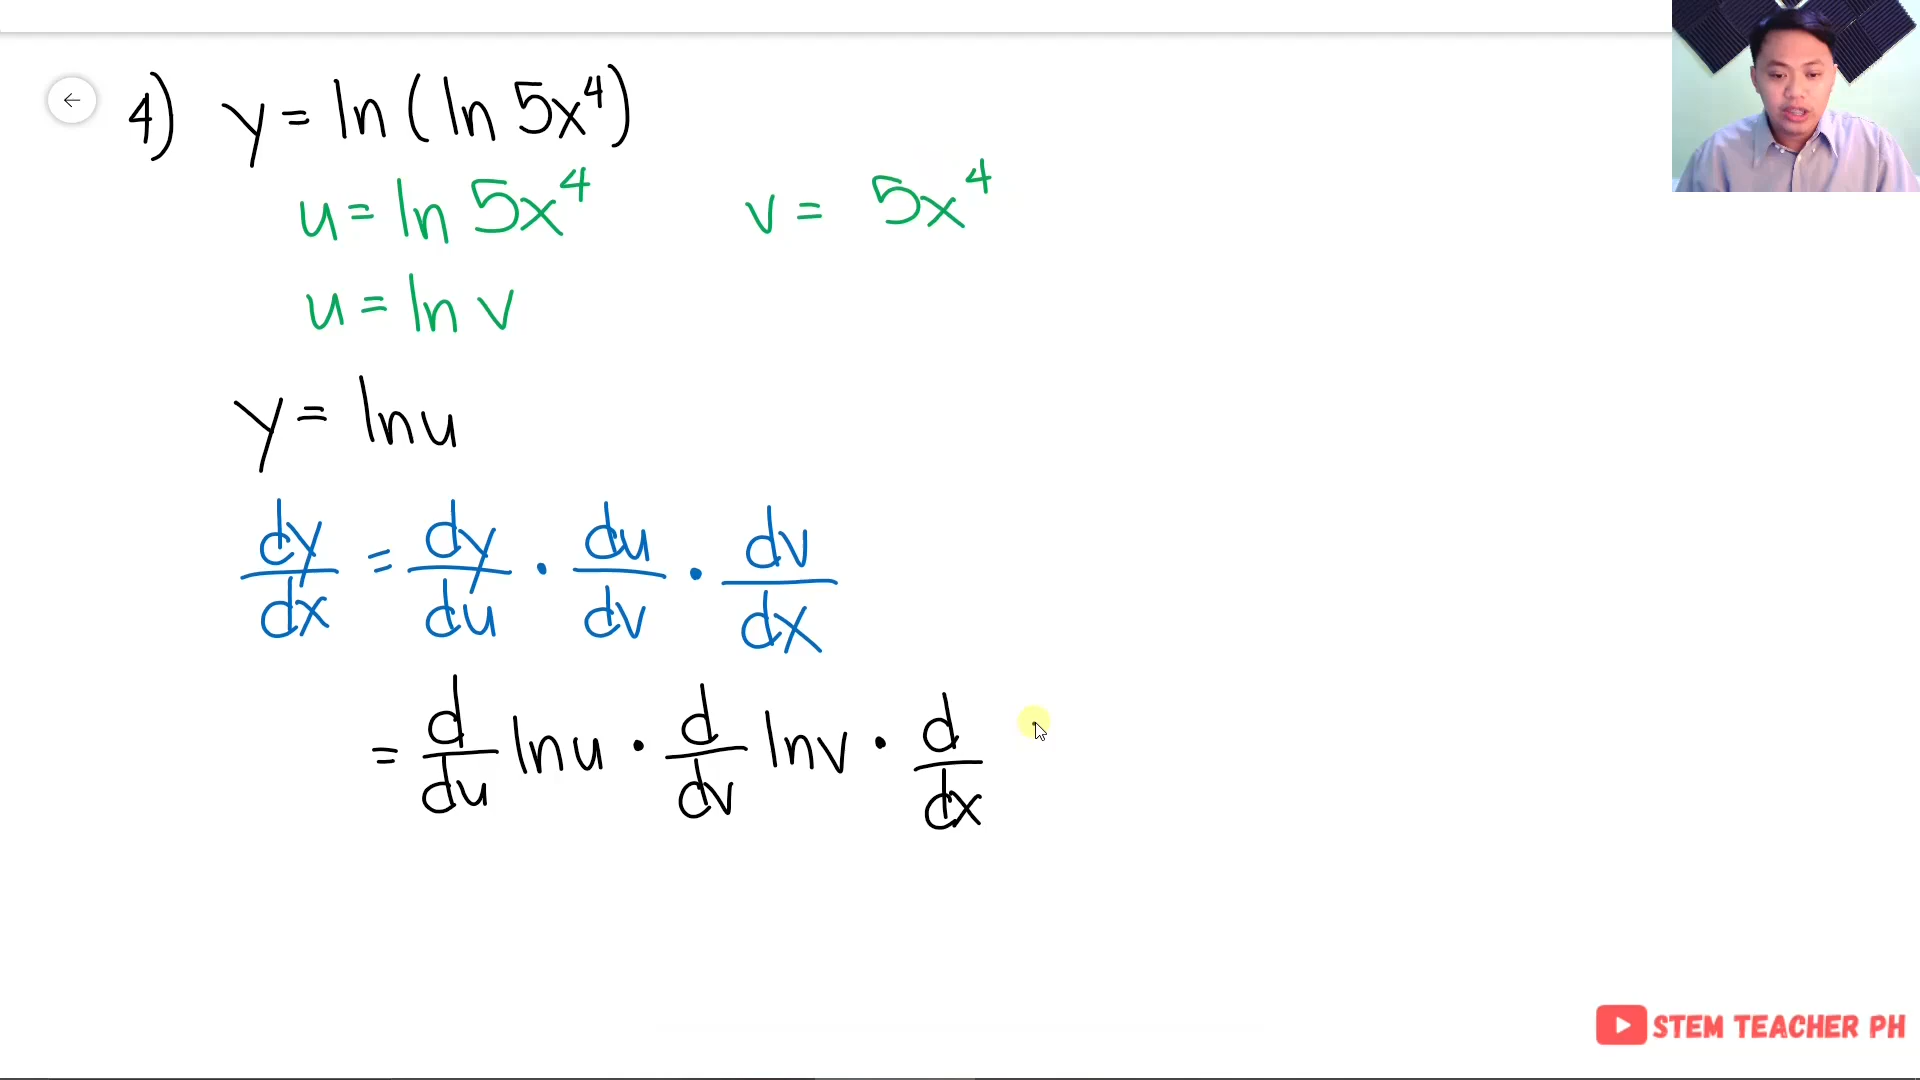 4) y = ln (ln 5x⁴)
u = ln 5x⁴ v = 5x⁴
u = ln v
y = ln u
dy/dx = dy/du · du/dv · dv/dx
= d/du ln u · d/dv ln v · d/dx
STEM TEACHER PH